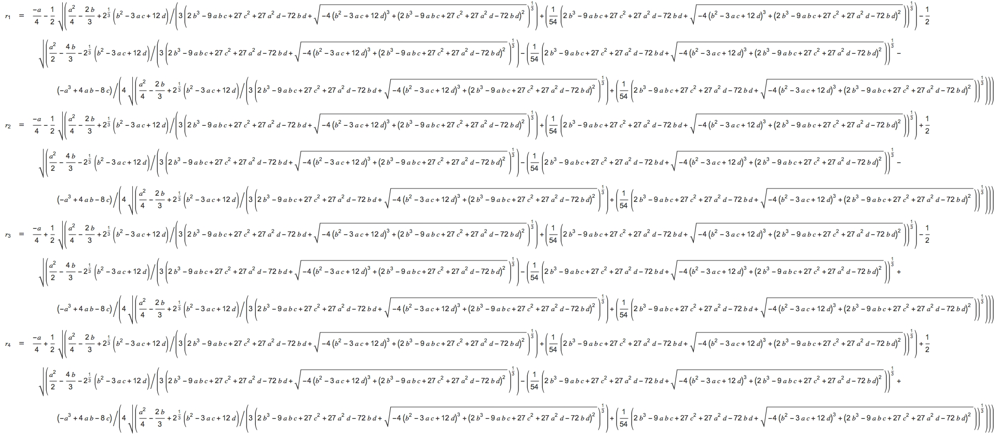 r₁ = -a/4 − 1/2 √((a²/4 − 2b/3 + 2^(1/3) (b² − 3ac + 12d) / (3 (2b³ − 9abc + 27c² + 27a²d − 72bd + √(−4(b² − 3ac + 12d)³ + (2b³ − 9abc + 27c² + 27a²d − 72bd)²))^(1/3)) + (1/54 (2b³ − 9abc + 27c² + 27a²d − 72bd + √(−4(b² − 3ac + 12d)³ + (2b³ − 9abc + 27c² + 27a²d − 72bd)²)))^(1/3)) − 1/2
√((a²/2 − 4b/3 − 2^(1/3) (b² − 3ac + 12d) / (3 (2b³ − 9abc + 27c² + 27a²d − 72bd + √(−4(b² − 3ac + 12d)³ + (2b³ − 9abc + 27c² + 27a²d − 72bd)²))^(1/3)) − (1/54 (2b³ − 9abc + 27c² + 27a²d − 72bd + √(−4(b² − 3ac + 12d)³ + (2b³ − 9abc + 27c² + 27a²d − 72bd)²)))^(1/3) −
(−a³ + 4ab − 8c) / (4 √((a²/4 − 2b/3 + 2^(1/3) (b² − 3ac + 12d) / (3 (2b³ − 9abc + 27c² + 27a²d − 72bd + √(−4(b² − 3ac + 12d)³ + (2b³ − 9abc + 27c² + 27a²d − 72bd)²))^(1/3)) + (1/54 (2b³ − 9abc + 27c² + 27a²d − 72bd + √(−4(b² − 3ac + 12d)³ + (2b³ − 9abc + 27c² + 27a²d − 72bd)²)))^(1/3))))
r₂ = -a/4 − 1/2 √((a²/4 − 2b/3 + 2^(1/3) (b² − 3ac + 12d) / (3 (2b³ − 9abc + 27c² + 27a²d − 72bd + √(−4(b² − 3ac + 12d)³ + (2b³ − 9abc + 27c² + 27a²d − 72bd)²))^(1/3)) + (1/54 (2b³ − 9abc + 27c² + 27a²d − 72bd + √(−4(b² − 3ac + 12d)³ + (2b³ − 9abc + 27c² + 27a²d − 72bd)²)))^(1/3)) + 1/2
√((a²/2 − 4b/3 − 2^(1/3) (b² − 3ac + 12d) / (3 (2b³ − 9abc + 27c² + 27a²d − 72bd + √(−4(b² − 3ac + 12d)³ + (2b³ − 9abc + 27c² + 27a²d − 72bd)²))^(1/3)) − (1/54 (2b³ − 9abc + 27c² + 27a²d − 72bd + √(−4(b² − 3ac + 12d)³ + (2b³ − 9abc + 27c² + 27a²d − 72bd)²)))^(1/3) −
(−a³ + 4ab − 8c) / (4 √((a²/4 − 2b/3 + 2^(1/3) (b² − 3ac + 12d) / (3 (2b³ − 9abc + 27c² + 27a²d − 72bd + √(−4(b² − 3ac + 12d)³ + (2b³ − 9abc + 27c² + 27a²d − 72bd)²))^(1/3)) + (1/54 (2b³ − 9abc + 27c² + 27a²d − 72bd + √(−4(b² − 3ac + 12d)³ + (2b³ − 9abc + 27c² + 27a²d − 72bd)²)))^(1/3))))
r₃ = -a/4 + 1/2 √((a²/4 − 2b/3 + 2^(1/3) (b² − 3ac + 12d) / (3 (2b³ − 9abc + 27c² + 27a²d − 72bd + √(−4(b² − 3ac + 12d)³ + (2b³ − 9abc + 27c² + 27a²d − 72bd)²))^(1/3)) + (1/54 (2b³ − 9abc + 27c² + 27a²d − 72bd + √(−4(b² − 3ac + 12d)³ + (2b³ − 9abc + 27c² + 27a²d − 72bd)²)))^(1/3)) − 1/2
√((a²/2 − 4b/3 − 2^(1/3) (b² − 3ac + 12d) / (3 (2b³ − 9abc + 27c² + 27a²d − 72bd + √(−4(b² − 3ac + 12d)³ + (2b³ − 9abc + 27c² + 27a²d − 72bd)²))^(1/3)) − (1/54 (2b³ − 9abc + 27c² + 27a²d − 72bd + √(−4(b² − 3ac + 12d)³ + (2b³ − 9abc + 27c² + 27a²d − 72bd)²)))^(1/3) +
(−a³ + 4ab − 8c) / (4 √((a²/4 − 2b/3 + 2^(1/3) (b² − 3ac + 12d) / (3 (2b³ − 9abc + 27c² + 27a²d − 72bd + √(−4(b² − 3ac + 12d)³ + (2b³ − 9abc + 27c² + 27a²d − 72bd)²))^(1/3)) + (1/54 (2b³ − 9abc + 27c² + 27a²d − 72bd + √(−4(b² − 3ac + 12d)³ + (2b³ − 9abc + 27c² + 27a²d − 72bd)²)))^(1/3))))
r₄ = -a/4 + 1/2 √((a²/4 − 2b/3 + 2^(1/3) (b² − 3ac + 12d) / (3 (2b³ − 9abc + 27c² + 27a²d − 72bd + √(−4(b² − 3ac + 12d)³ + (2b³ − 9abc + 27c² + 27a²d − 72bd)²))^(1/3)) + (1/54 (2b³ − 9abc + 27c² + 27a²d − 72bd + √(−4(b² − 3ac + 12d)³ + (2b³ − 9abc + 27c² + 27a²d − 72bd)²)))^(1/3)) + 1/2
√((a²/2 − 4b/3 − 2^(1/3) (b² − 3ac + 12d) / (3 (2b³ − 9abc + 27c² + 27a²d − 72bd + √(−4(b² − 3ac + 12d)³ + (2b³ − 9abc + 27c² + 27a²d − 72bd)²))^(1/3)) − (1/54 (2b³ − 9abc + 27c² + 27a²d − 72bd + √(−4(b² − 3ac + 12d)³ + (2b³ − 9abc + 27c² + 27a²d − 72bd)²)))^(1/3) +
(−a³ + 4ab − 8c) / (4 √((a²/4 − 2b/3 + 2^(1/3) (b² − 3ac + 12d) / (3 (2b³ − 9abc + 27c² + 27a²d − 72bd + √(−4(b² − 3ac + 12d)³ + (2b³ − 9abc + 27c² + 27a²d − 72bd)²))^(1/3)) + (1/54 (2b³ − 9abc + 27c² + 27a²d − 72bd + √(−4(b² − 3ac + 12d)³ + (2b³ − 9abc + 27c² + 27a²d − 72bd)²)))^(1/3))))